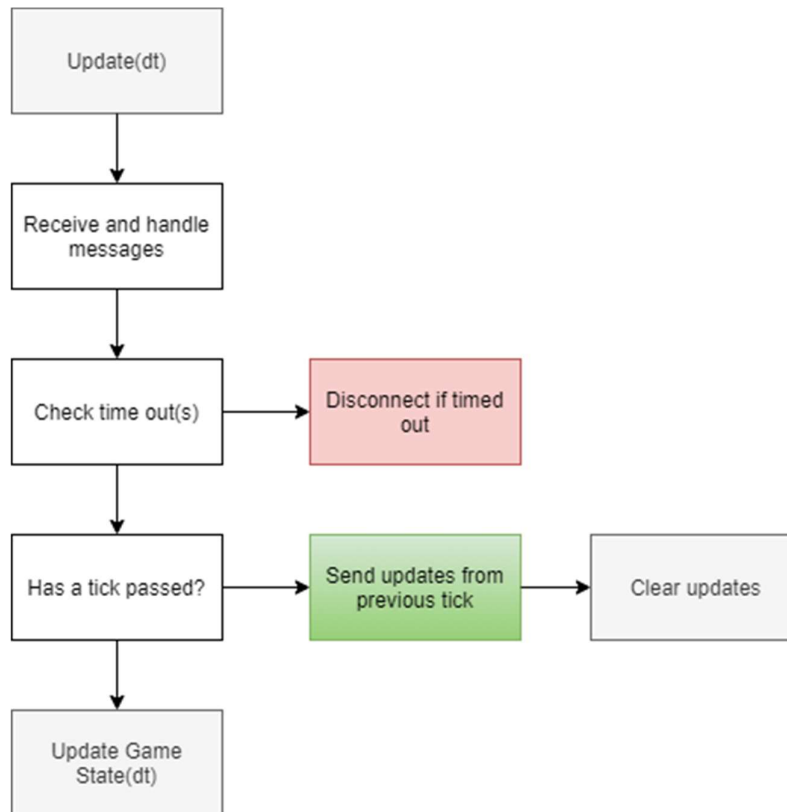 Update(dt)
Receive and handle
messages
Check time out(s)
Disconnect if timed
out
Has a tick passed?
Send updates from
previous tick
Clear updates
Update Game
State(dt)